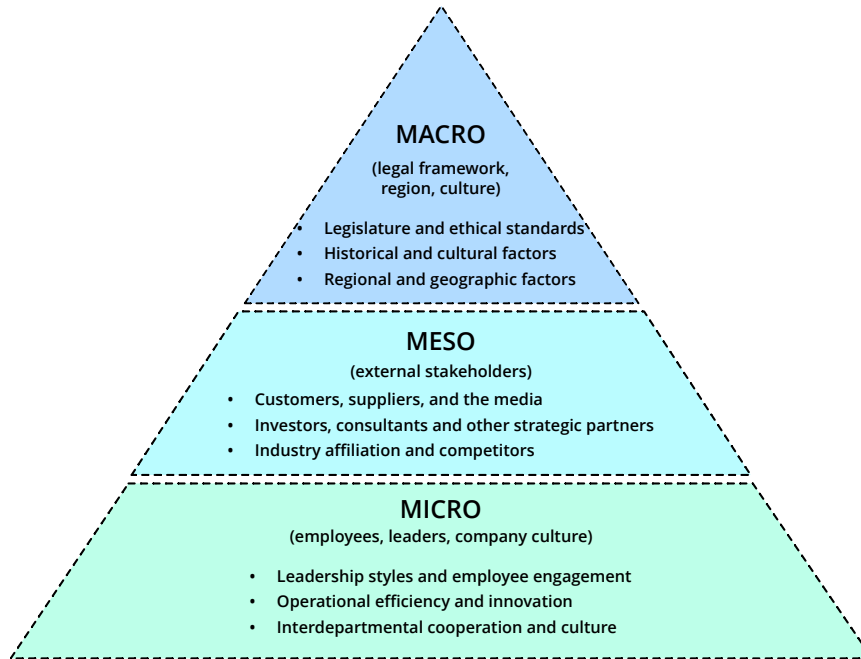 MACRO
(legal framework,
region, culture)
• Legislature and ethical standards
• Historical and cultural factors
• Regional and geographic factors
MESO
(external stakeholders)
• Customers, suppliers, and the media
• Investors, consultants and other strategic partners
• Industry affiliation and competitors
MICRO
(employees, leaders, company culture)
• Leadership styles and employee engagement
• Operational efficiency and innovation
• Interdepartmental cooperation and culture